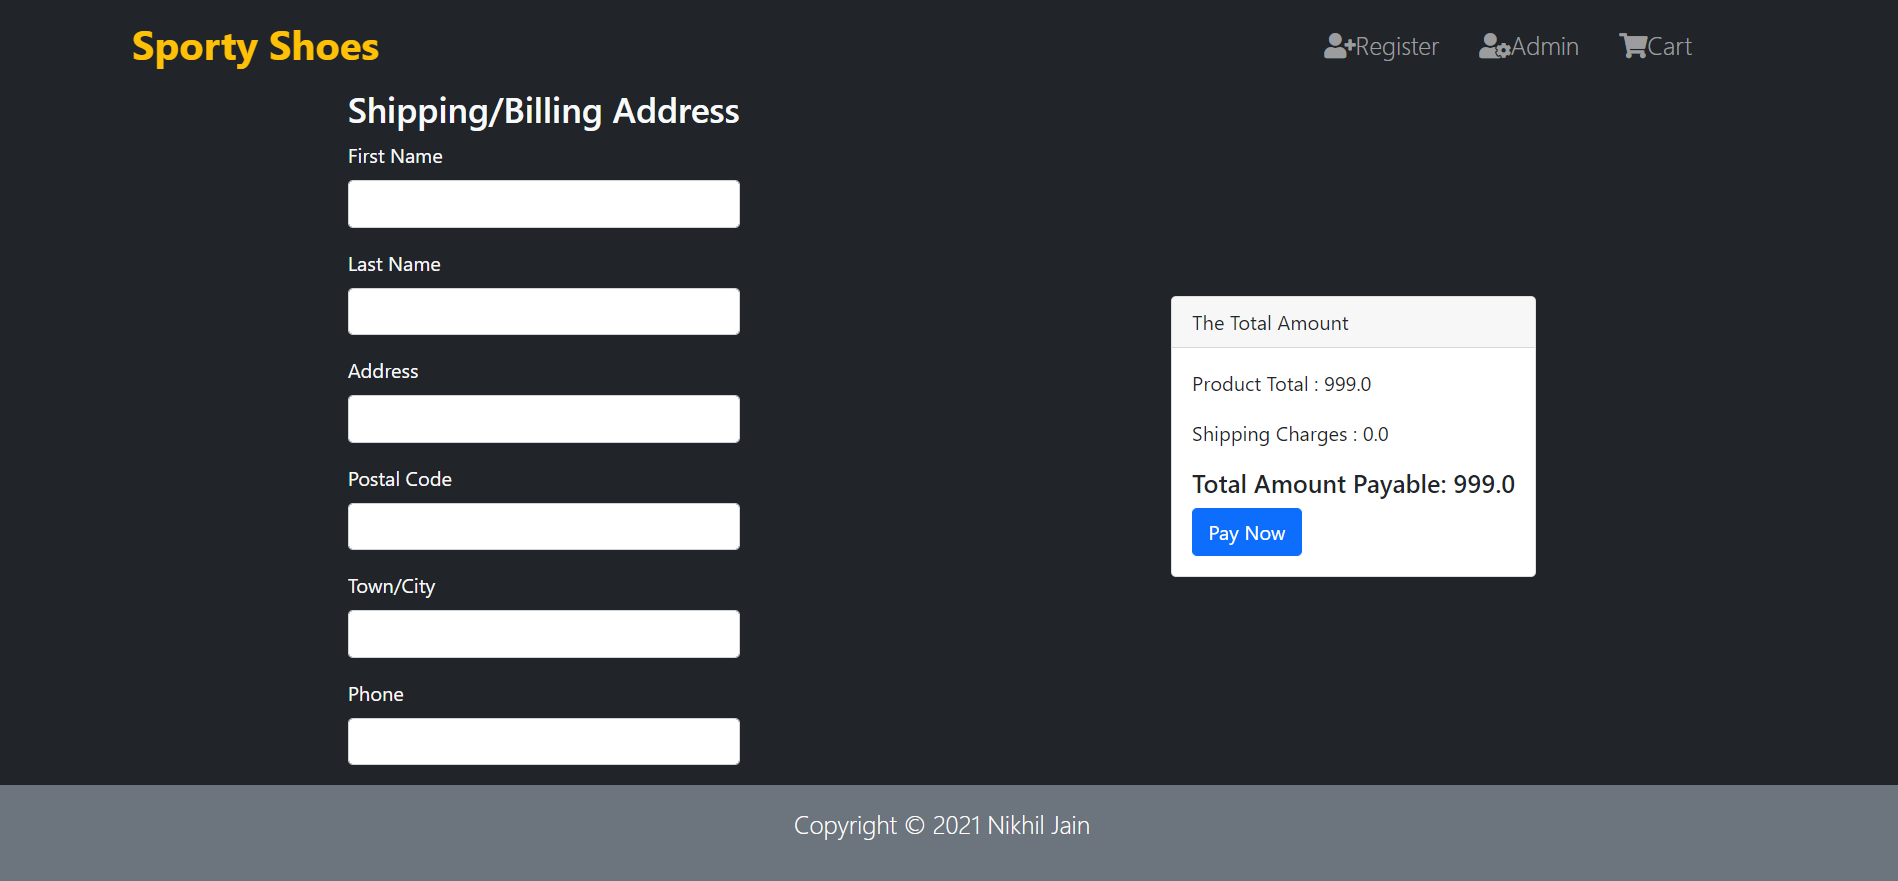 Sporty Shoes
Register
Admin
Cart
Shipping/Billing Address
First Name
Last Name
Address
Postal Code
Town/City
Phone
The Total Amount
Product Total : 999.0
Shipping Charges : 0.0
Total Amount Payable: 999.0
Pay Now
Copyright © 2021 Nikhil Jain